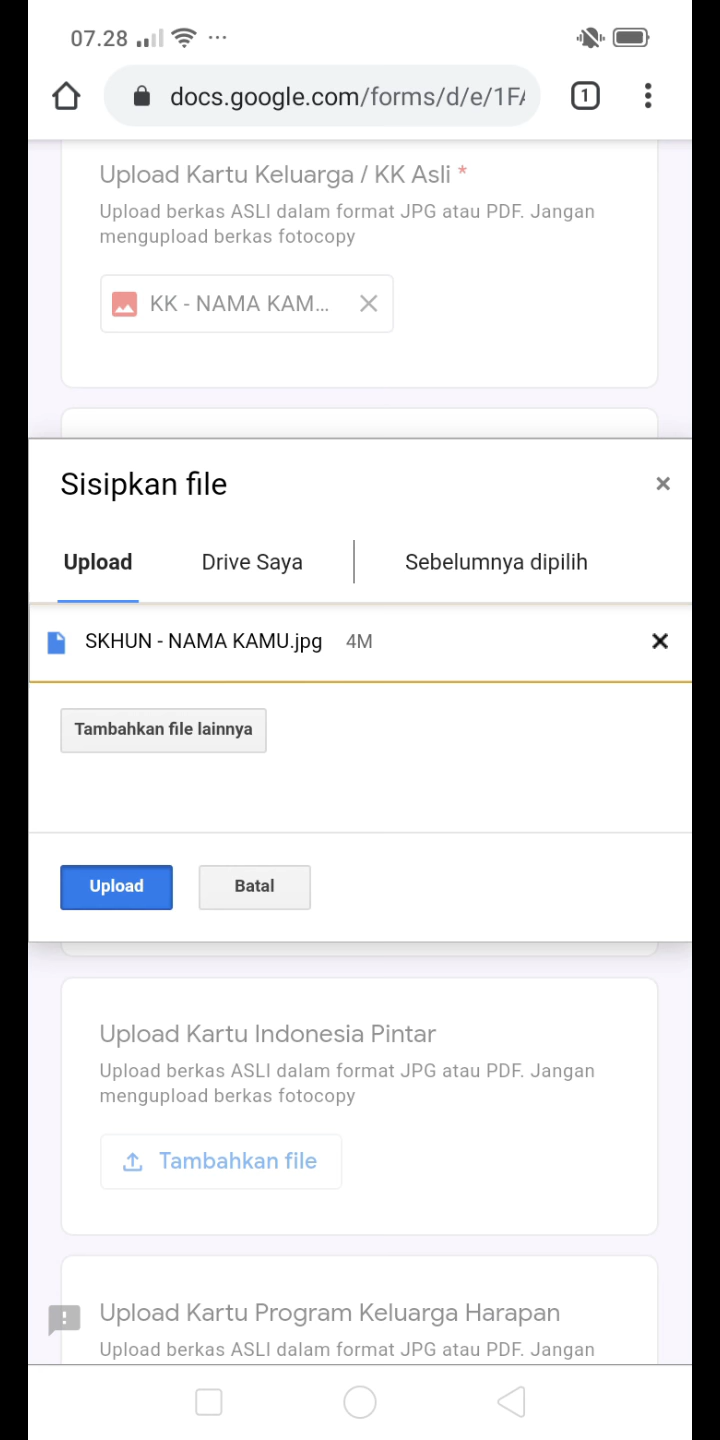 07.28
docs.google.com/forms/d/e/1FA
1
Upload Kartu Keluarga / KK Asli *
Upload berkas ASLI dalam format JPG atau PDF. Jangan
mengupload berkas fotocopy
KK - NAMA KAM...
Sisipkan file
Upload
Drive Saya
Sebelumnya dipilih
SKHUN - NAMA KAMU.jpg 4M
Tambahkan file lainnya
Upload
Batal
Upload Kartu Indonesia Pintar
Upload berkas ASLI dalam format JPG atau PDF. Jangan
mengupload berkas fotocopy
Tambahkan file
Upload Kartu Program Keluarga Harapan
Upload berkas ASLI dalam format JPG atau PDF. Jangan